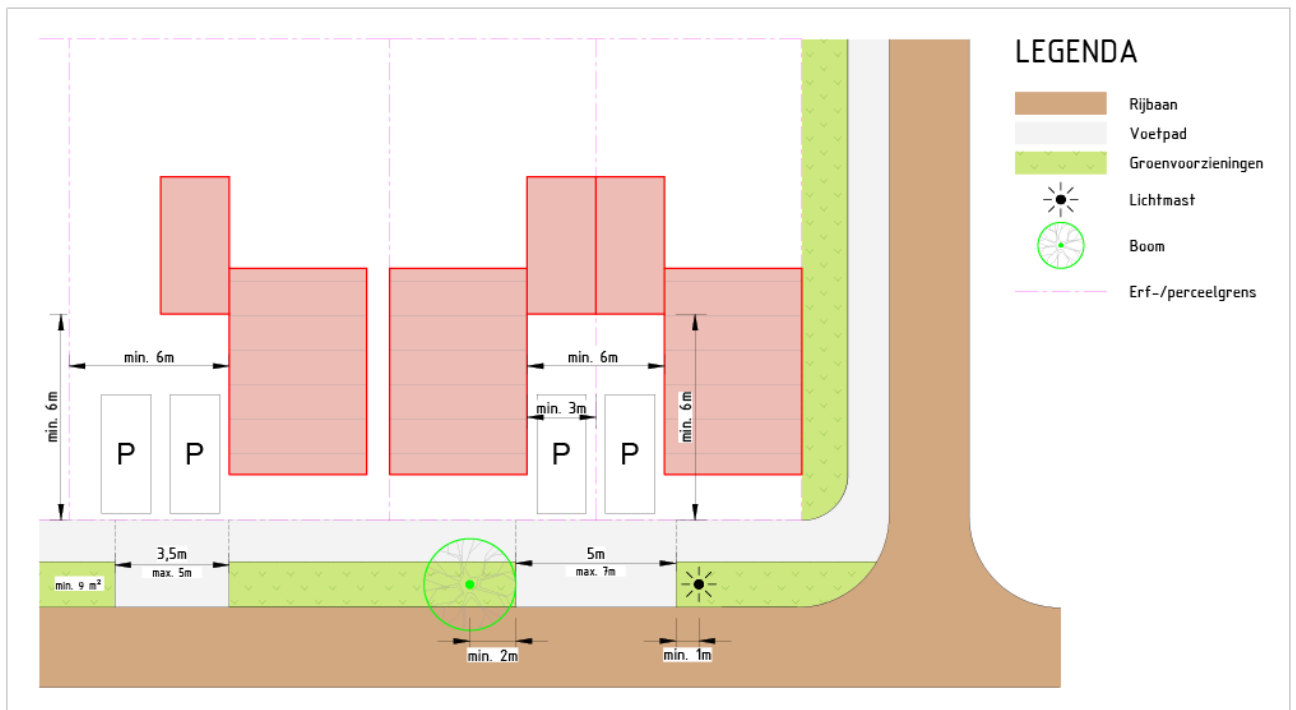 LEGENDA
Rijbaan
Voetpad
Groenvoorzieningen
Lichtmast
Boom
Erf-/perceelgrens
min. 6m
min. 6m
min. 6m
min. 3m
min. 6m
P
P
P
P
3,5m
max. 5m
5m
max. 7m
min. 9 m²
min. 2m
min. 1m